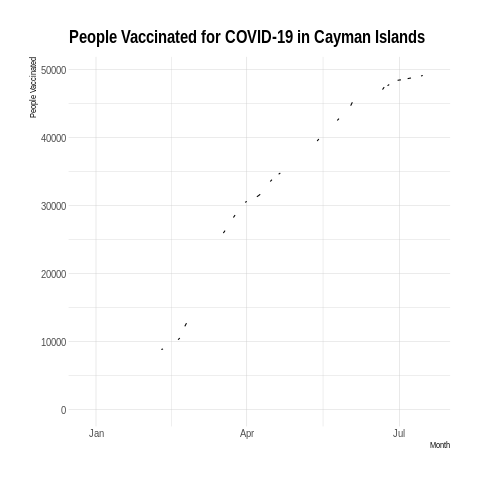 People Vaccinated for COVID-19 in Cayman Islands
People Vaccinated
50000
40000
30000
20000
10000
0
Jan Apr Jul
Month